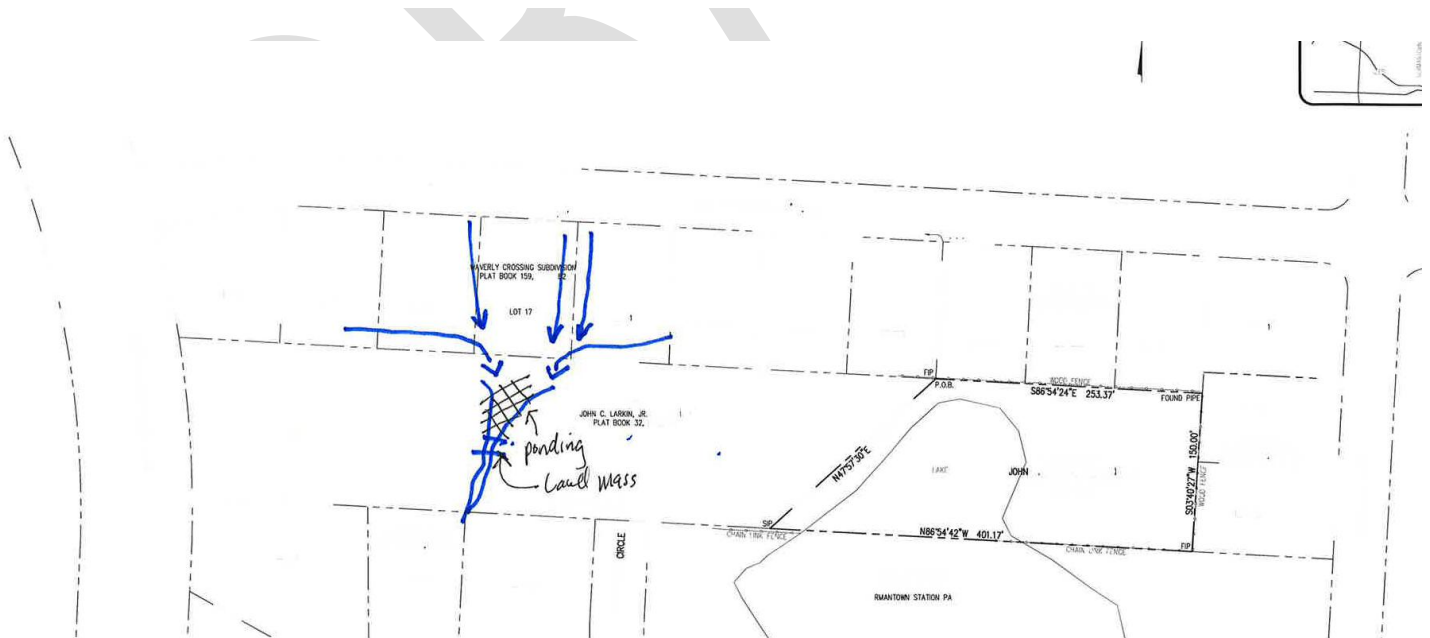 WAVERLY CROSSING SUBDIVISION
PLAT BOOK 159, 82
LOT 17
1
1
FIP
P.O.B.
WOOD FENCE
S86°54'24"E 253.37'
FOUND PIPE
JOHN C. LARKIN, JR.
PLAT BOOK 32,
1
ponding
mass
N47°57'30"E
LAKE
JOHN
1
S03°40'27"W 150.00'
WOOD FENCE
SIP
CHAIN LINK FENCE
N86°54'42"W 401.17'
CHAIN LINK FENCE
FIP
CIRCLE
RMANTOWN STATION PA